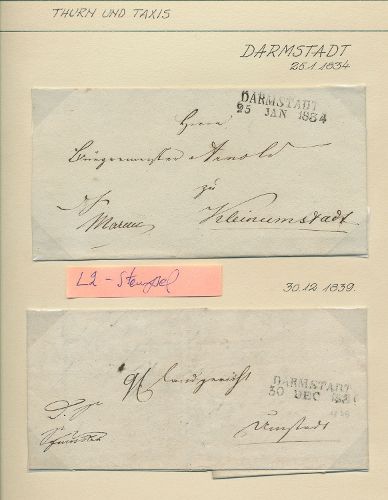 THURN UND TAXIS
DARMSTADT
25.1.1834
DARMSTADT
25 JAN 1834
Herrn
Bürgermeister Arnold
zu
Kleinumstadt
L2 - Stempel
30.12 1839.
Landgericht
DARMSTADT
30 DEC
Umstadt